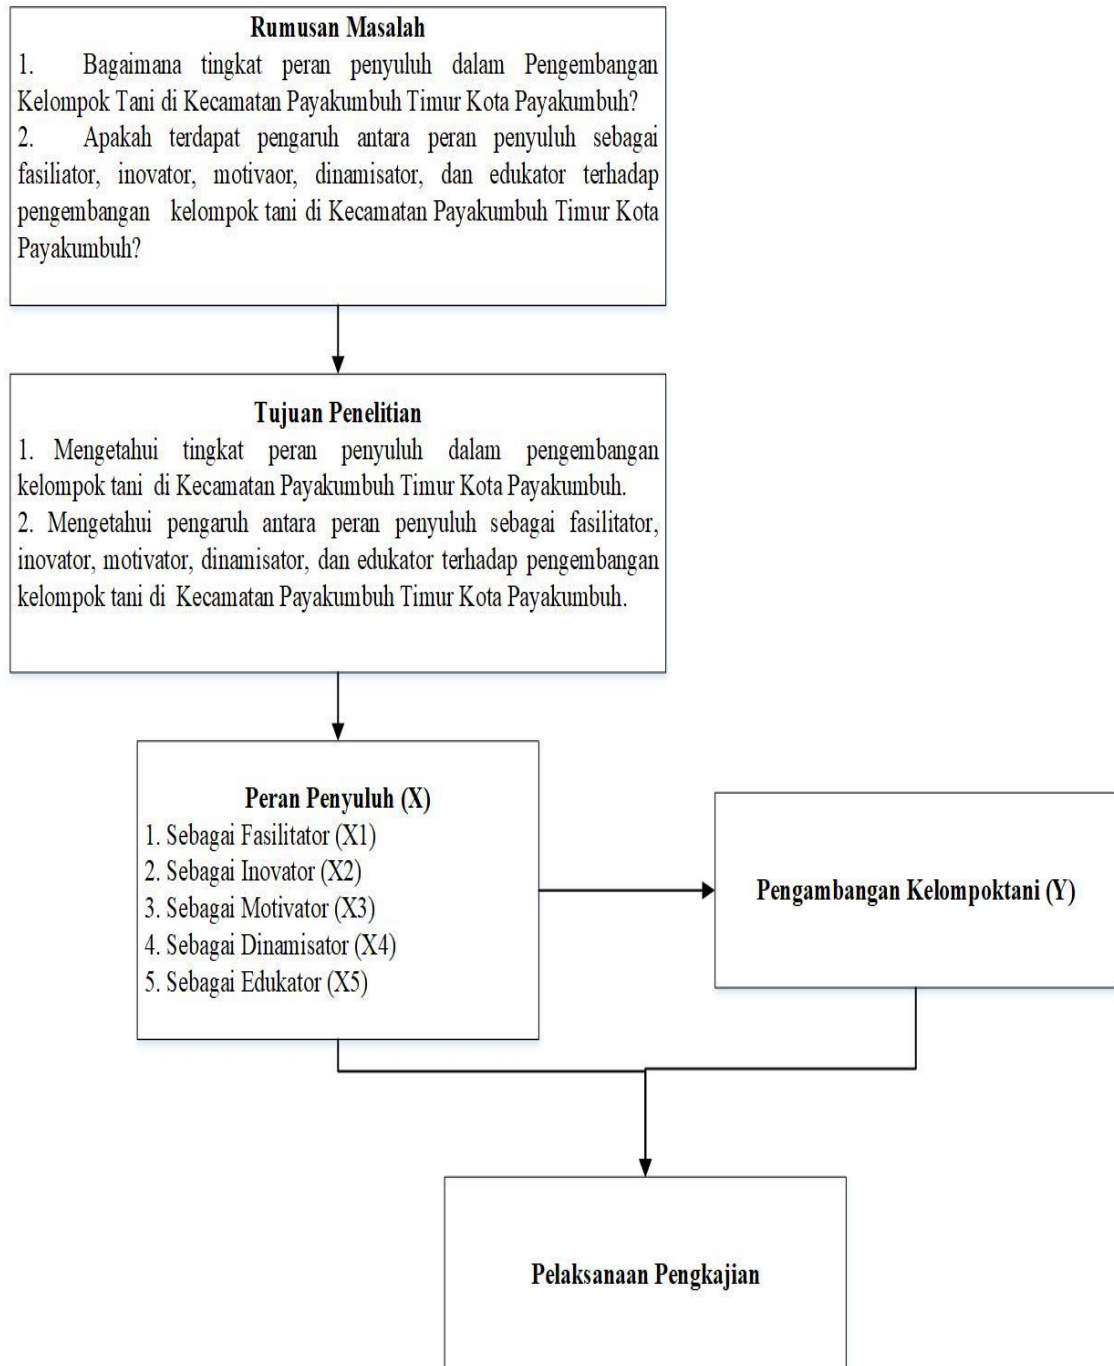 Rumusan Masalah
1. Bagaimana tingkat peran penyuluh dalam Pengembangan
Kelompok Tani di Kecamatan Payakumbuh Timur Kota Payakumbuh?
2. Apakah terdapat pengaruh antara peran penyuluh sebagai
fasiliator, inovator, motivaor, dinamisator, dan edukator terhadap
pengembangan kelompok tani di Kecamatan Payakumbuh Timur Kota
Payakumbuh?
Tujuan Penelitian
1. Mengetahui tingkat peran penyuluh dalam pengembangan
kelompok tani di Kecamatan Payakumbuh Timur Kota Payakumbuh.
2. Mengetahui pengaruh antara peran penyuluh sebagai fasilitator,
inovator, motivator, dinamisator, dan edukator terhadap pengembangan
kelompok tani di Kecamatan Payakumbuh Timur Kota Payakumbuh.
Peran Penyuluh (X)
1. Sebagai Fasilitator (X1)
2. Sebagai Inovator (X2)
3. Sebagai Motivator (X3)
4. Sebagai Dinamisator (X4)
5. Sebagai Edukator (X5)
Pengambangan Kelompoktani (Y)
Pelaksanaan Pengkajian